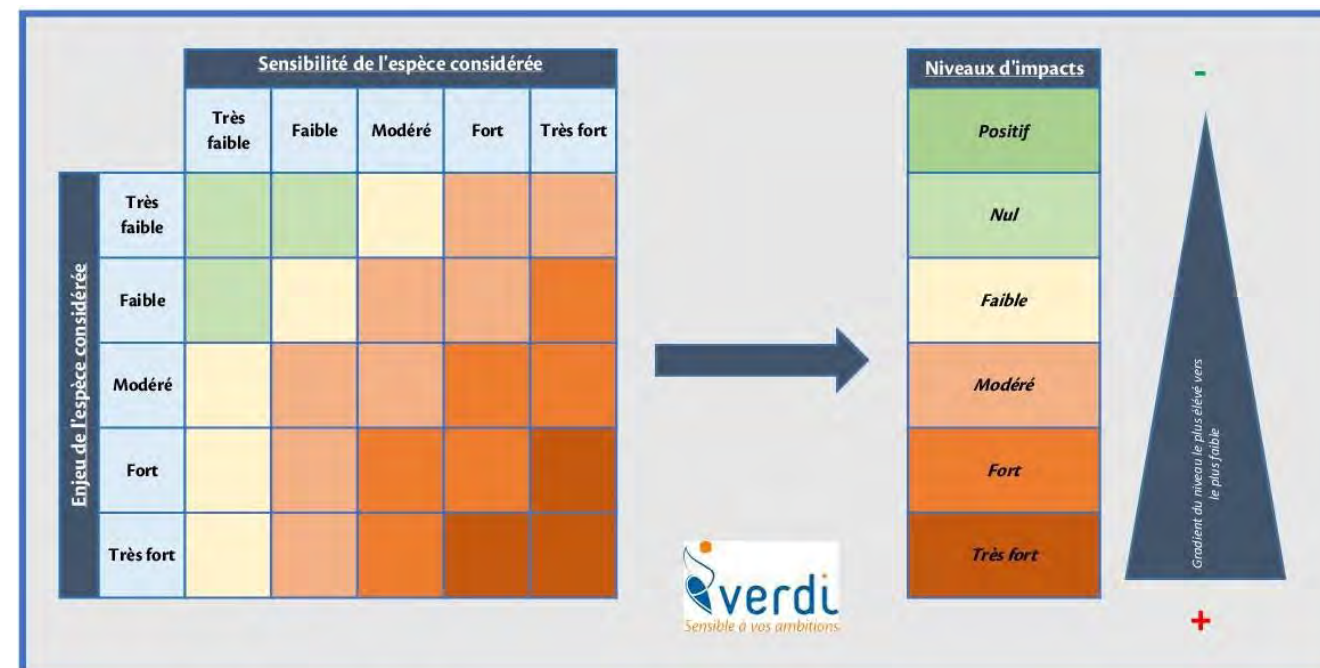 Sensibilité de l'espèce considérée
Très
faible
Faible
Modéré
Fort
Très fort
Enjeu de l'espèce considérée
Très
faible
Faible
Modéré
Fort
Très fort
verdi
Sensible à vos ambitions
Niveaux d'impacts
Positif
Nul
Faible
Modéré
Fort
Très fort
-
Gradient du niveau le plus élévé vers
le plus faible
+